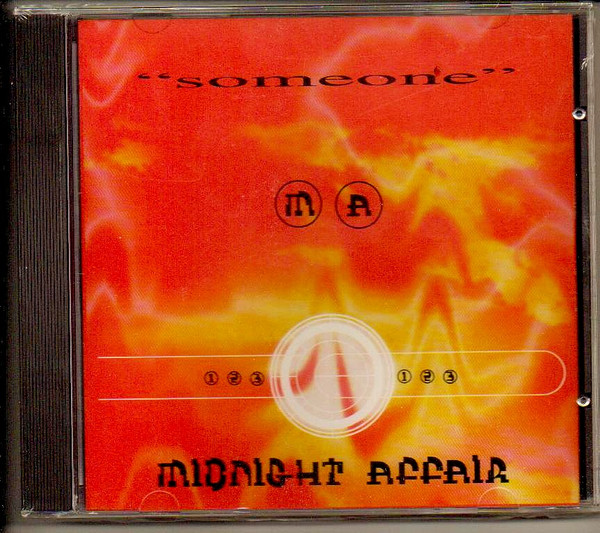 “someone”
M A
1 2 3 1 2 3
MIDNIGHT AFFAIR